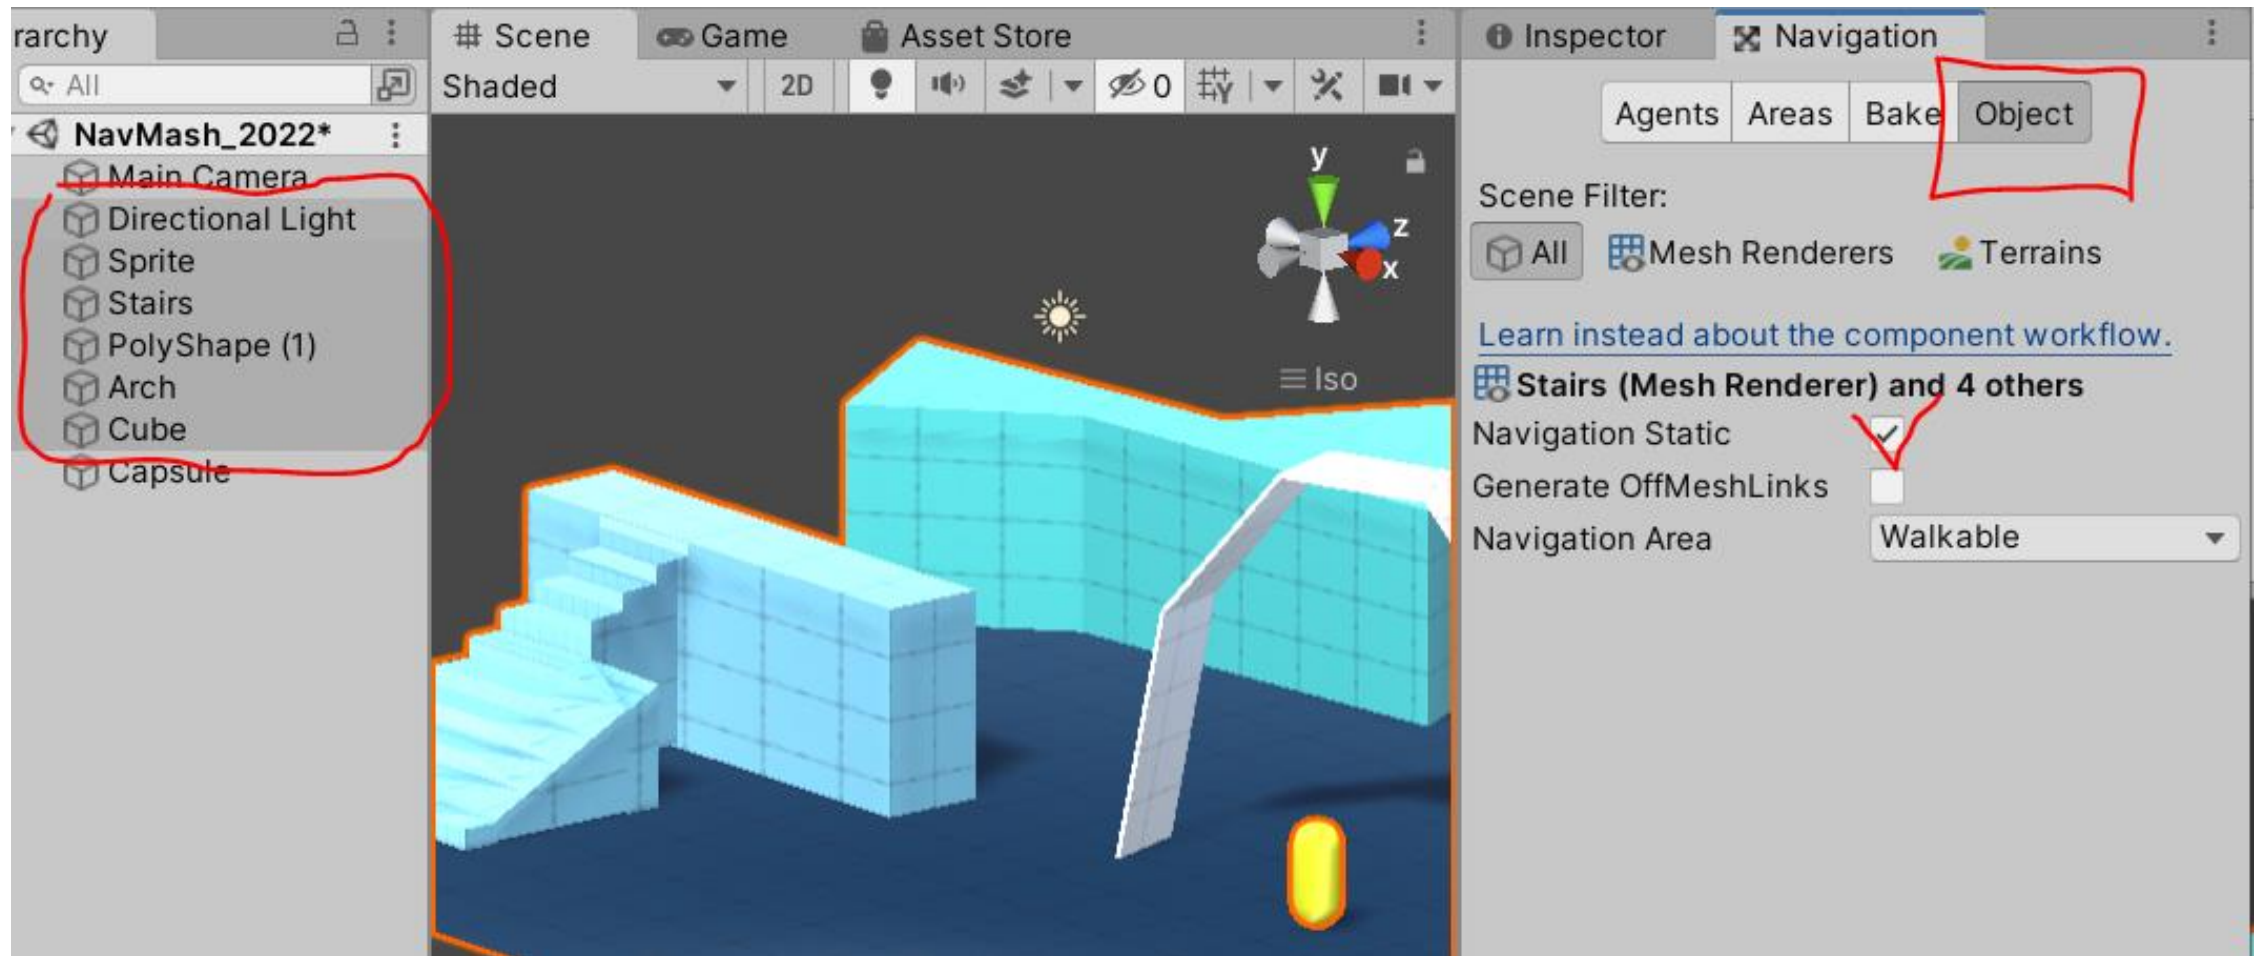 rarchy
All
NavMash_2022*
Main Camera
Directional Light
Sprite
Stairs
PolyShape (1)
Arch
Cube
Capsule
Scene Game Asset Store
Shaded 2D 0
y
z
x
Iso
Inspector Navigation
Agents Areas Bake Object
Scene Filter:
All Mesh Renderers Terrains
Learn instead about the component workflow.
Stairs (Mesh Renderer) and 4 others
Navigation Static
Generate OffMeshLinks
Navigation Area Walkable